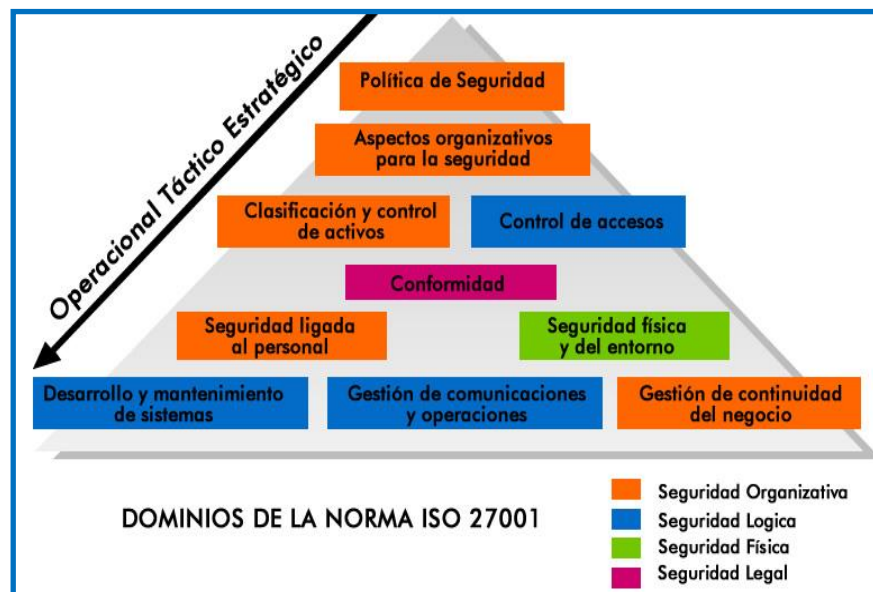 Operacional Táctico Estratégico
Política de Seguridad
Aspectos organizativos
para la seguridad
Clasificación y control
de activos
Control de accesos
Conformidad
Seguridad ligada
al personal
Seguridad física
y del entorno
Desarrollo y mantenimiento
de sistemas
Gestión de comunicaciones
y operaciones
Gestión de continuidad
del negocio
DOMINIOS DE LA NORMA ISO 27001
Seguridad Organizativa
Seguridad Logica
Seguridad Física
Seguridad Legal